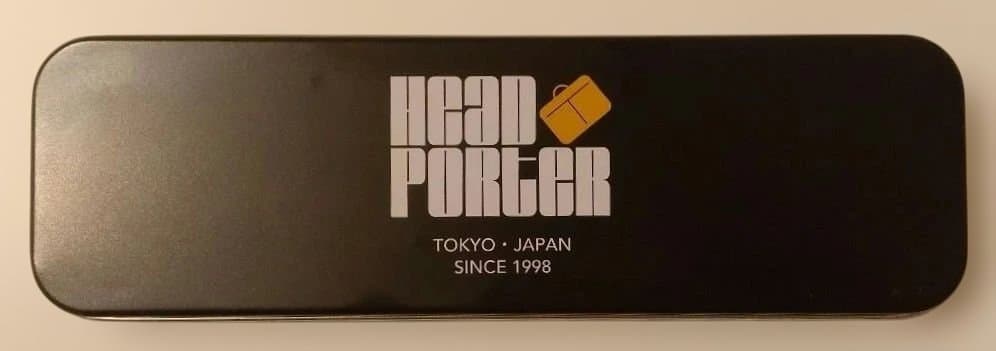 HEAD
PORTER
TOKYO・JAPAN
SINCE 1998